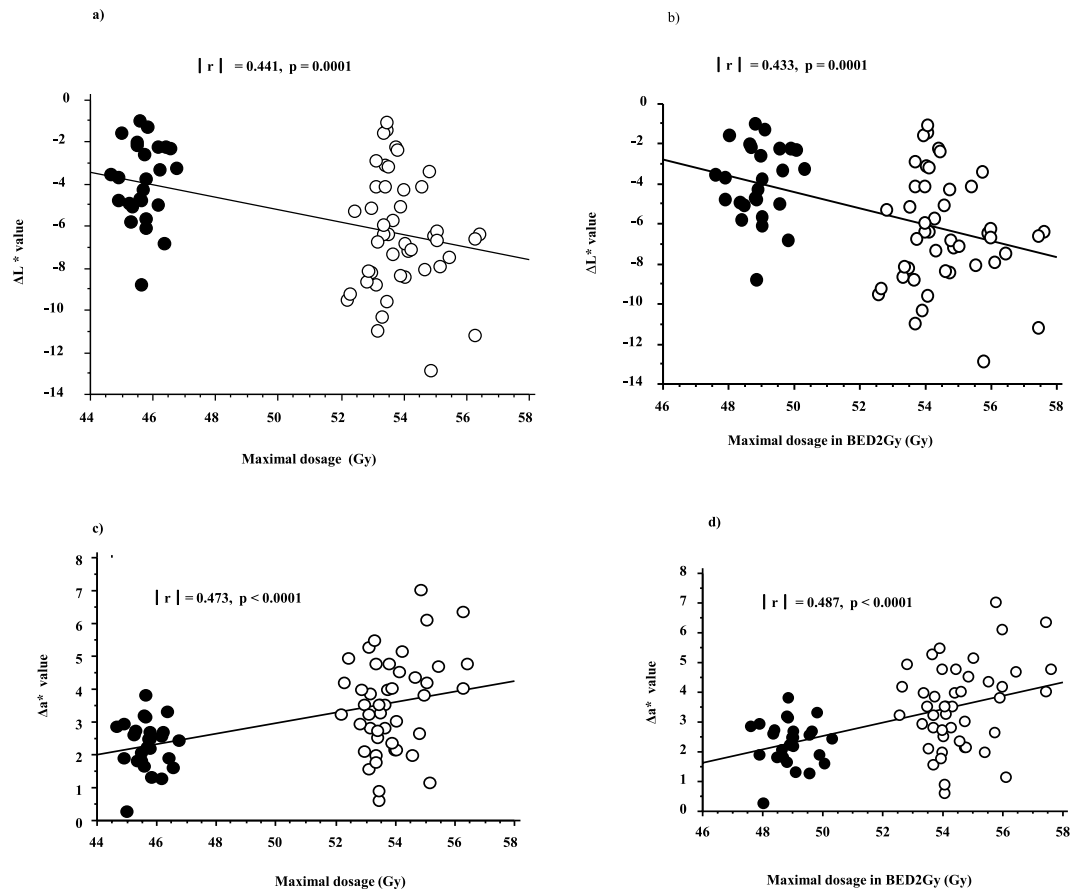 a)
| r | = 0.441, p = 0.0001
0
-2
-4
-6
-8
-10
-12
-14
ΔL * value
44 46 48 50 52 54 56 58
Maximal dosage (Gy)
b)
| r | = 0.433, p = 0.0001
0
-2
-4
-6
-8
-10
-12
-14
ΔL* value
46 48 50 52 54 56 58
Maximal dosage in BED2Gy (Gy)
c)
| r | = 0.473, p < 0.0001
8
7
6
5
4
3
2
1
0
Δa* value
44 46 48 50 52 54 56 58
Maximal dosage (Gy)
d)
| r | = 0.487, p < 0.0001
8
7
6
5
4
3
2
1
0
Δa* value
46 48 50 52 54 56 58
Maximal dosage in BED2Gy (Gy)